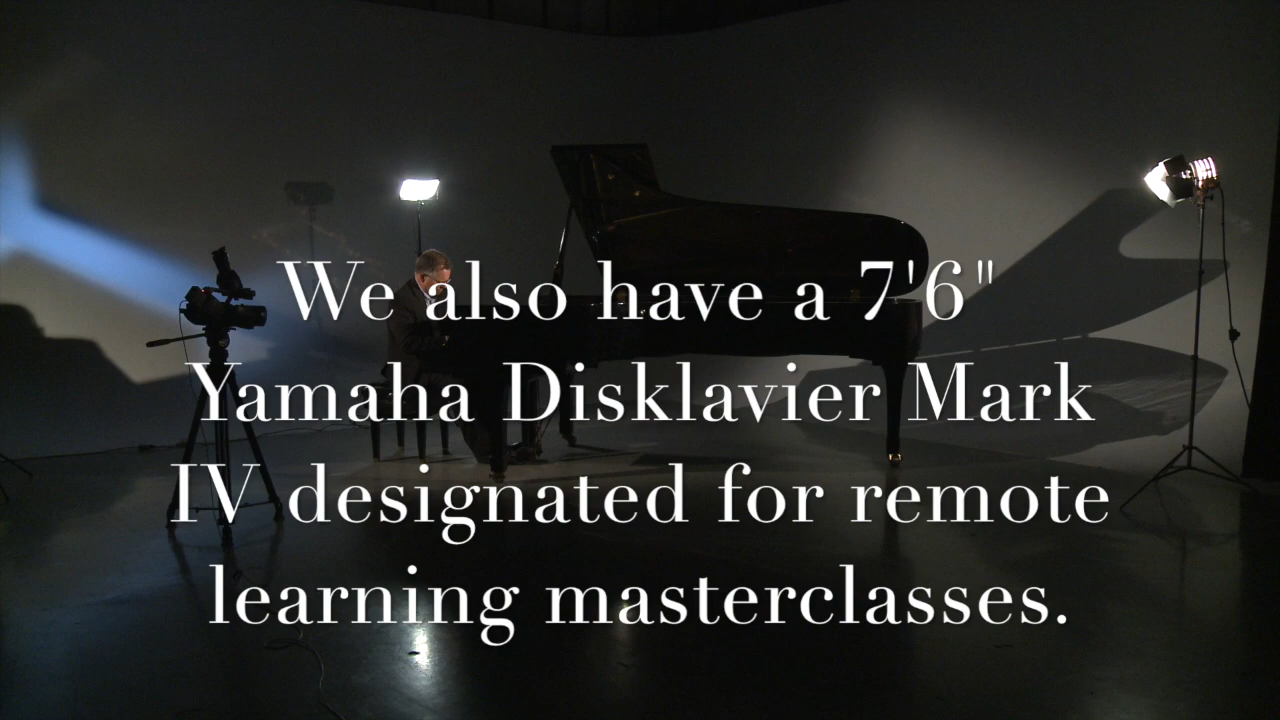 We also have a 7'6"
Yamaha Disklavier Mark
IV designated for remote
learning masterclasses.